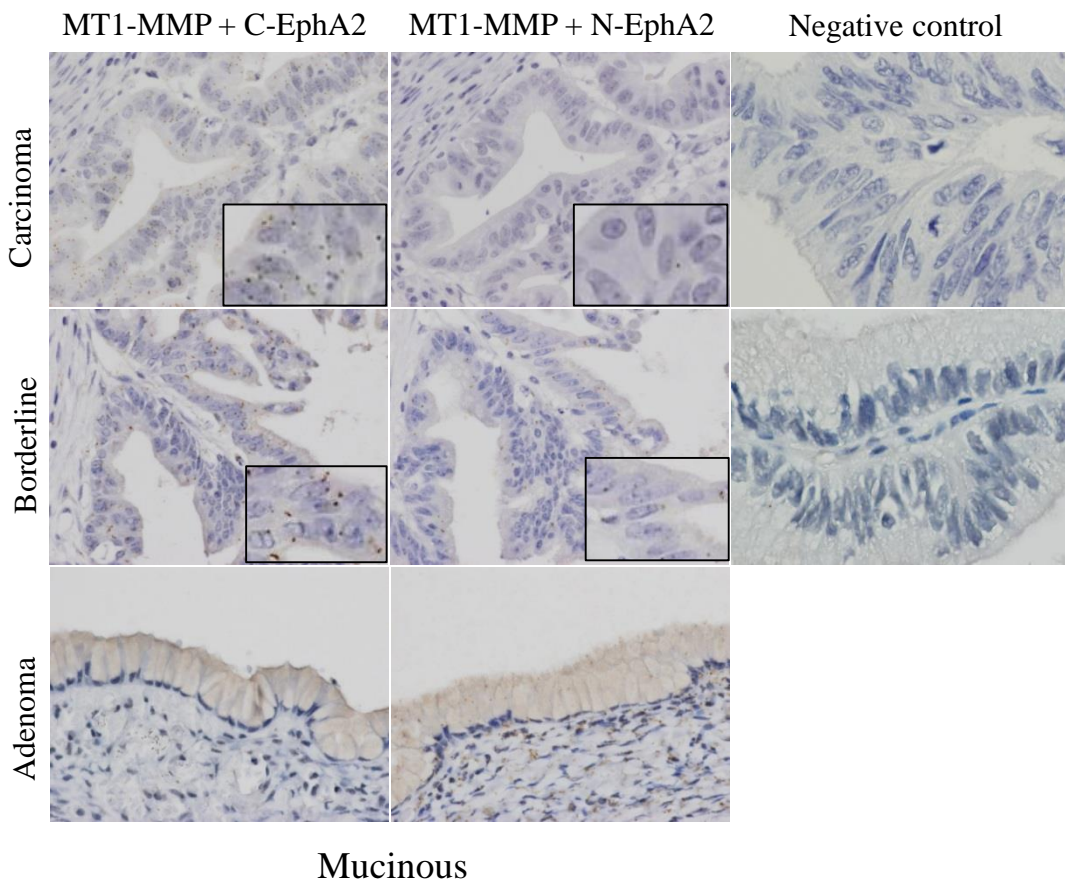 MT1-MMP + C-EphA2 MT1-MMP + N-EphA2 Negative control
Carcinoma
Borderline
Adenoma
Mucinous